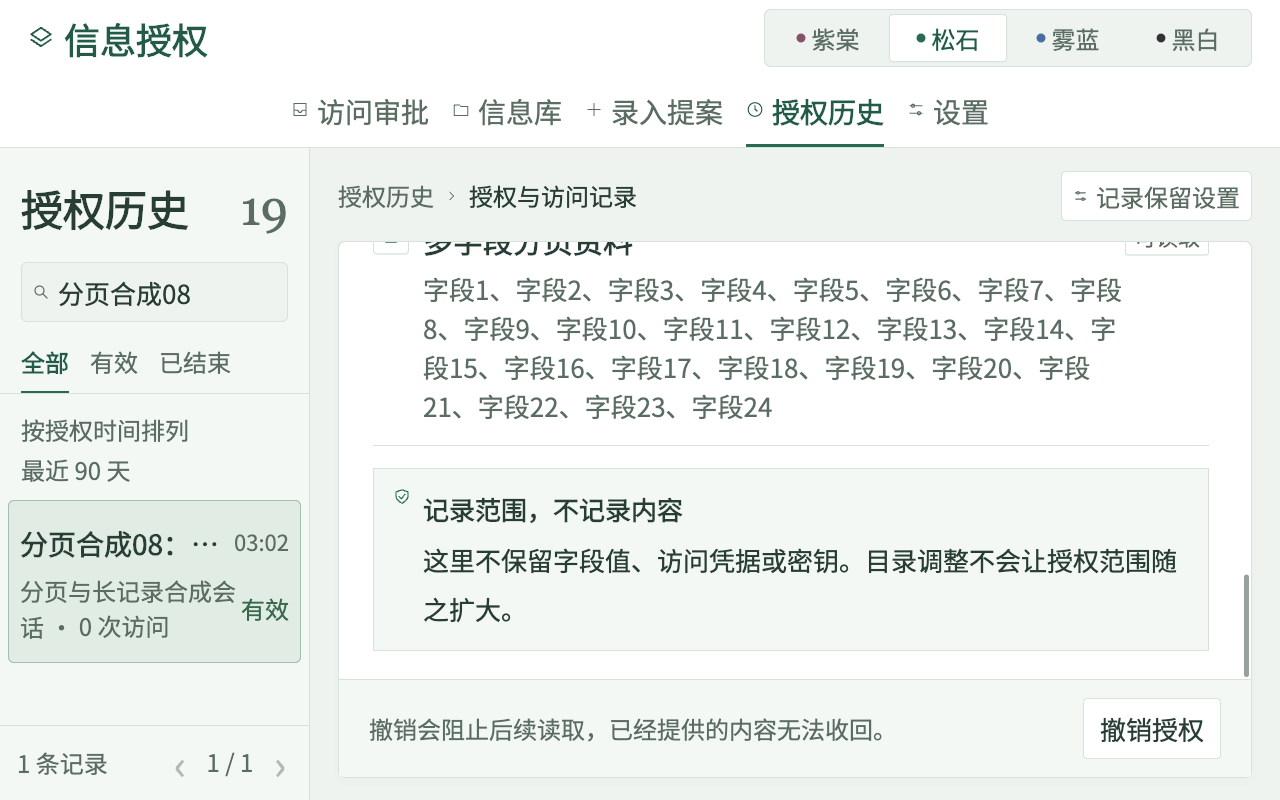 信息授权
紫棠
松石
雾蓝
黑白
访问审批
信息库
录入提案
授权历史
设置
授权历史
19
分页合成08
全部
有效
已结束
按授权时间排列
最近 90 天
分页合成08：…
03:02
分页与长记录合成会
话 · 0 次访问
有效
1 条记录
1 / 1
授权历史 › 授权与访问记录
记录保留设置
多字段分页资料
可读取
字段1、字段2、字段3、字段4、字段5、字段6、字段7、字段
8、字段9、字段10、字段11、字段12、字段13、字段14、字
段15、字段16、字段17、字段18、字段19、字段20、字段
21、字段22、字段23、字段24
记录范围，不记录内容
这里不保留字段值、访问凭据或密钥。目录调整不会让授权范围随
之扩大。
撤销会阻止后续读取，已经提供的内容无法收回。
撤销授权